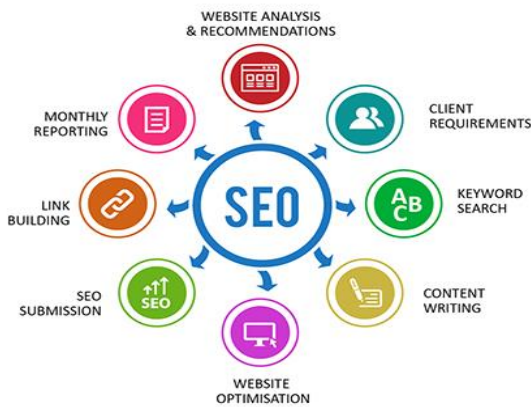 WEBSITE ANALYSIS
& RECOMMENDATIONS
CLIENT
REQUIREMENTS
KEYWORD
SEARCH
A
B
C
CONTENT
WRITING
WEBSITE
OPTIMISATION
SEO
SUBMISSION
SEO
LINK
BUILDING
MONTHLY
REPORTING
SEO